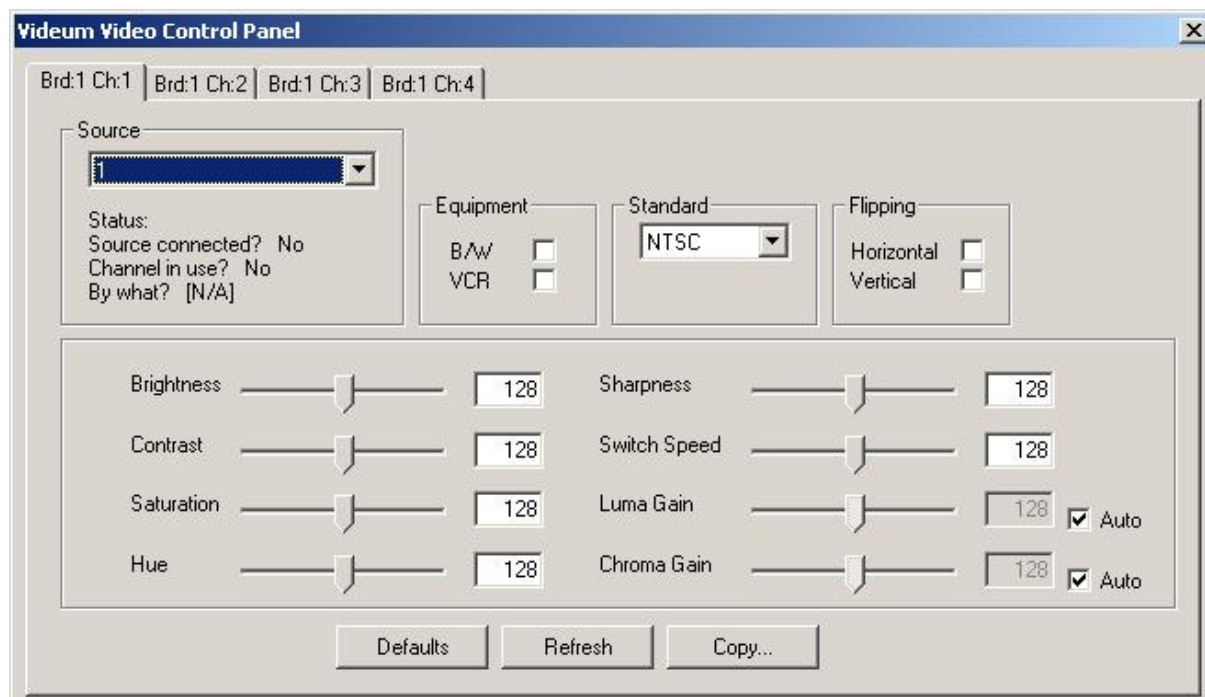 Videum Video Control Panel
Brd:1 Ch:1 Brd:1 Ch:2 Brd:1 Ch:3 Brd:1 Ch:4
Source
1
Status:
Source connected? No
Channel in use? No
By what? [N/A]
Equipment
B/W
VCR
Standard
NTSC
Flipping
Horizontal
Vertical
Brightness 128
Contrast 128
Saturation 128
Hue 128
Sharpness 128
Switch Speed 128
Luma Gain 128 Auto
Chroma Gain 128 Auto
Defaults Refresh Copy...